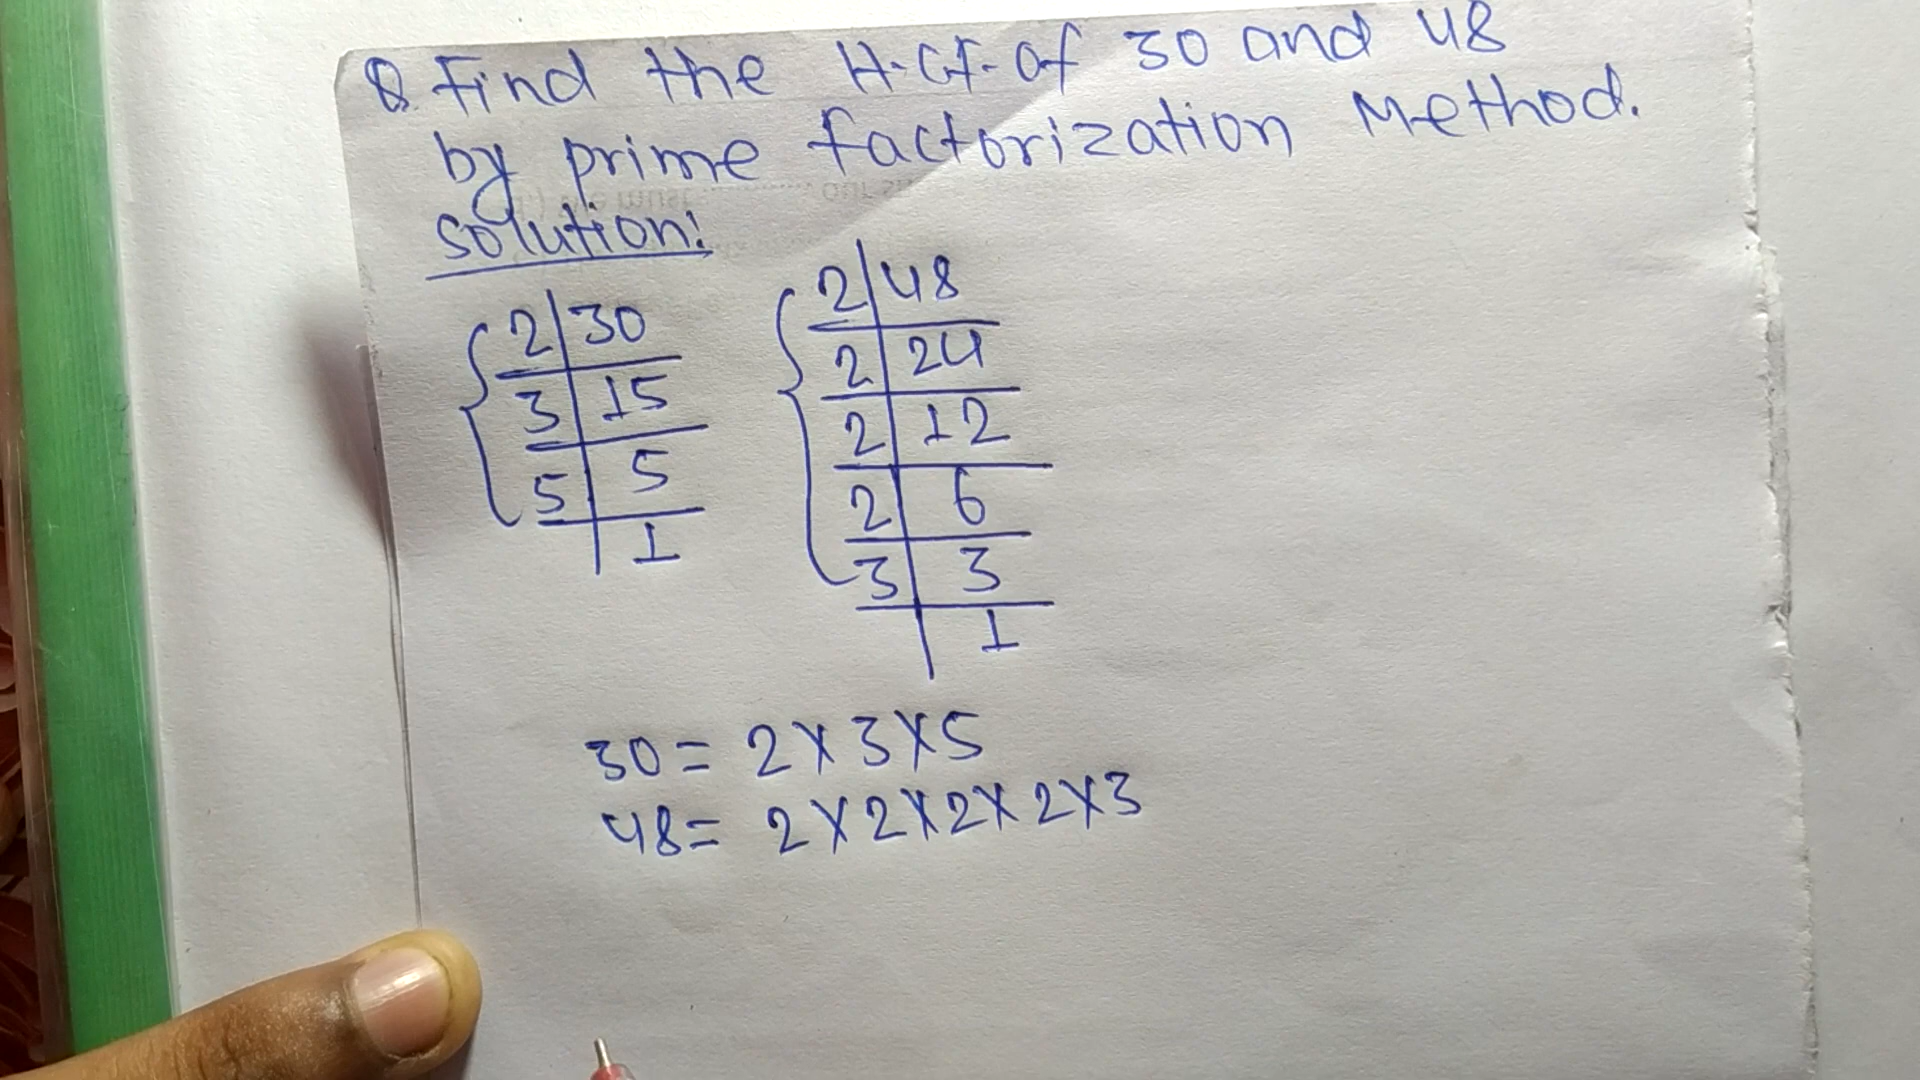 Q. Find the H.C.F. of 30 and 48
by prime factorization Method.
solution:
2 | 30
3 | 15
5 | 5
1
2 | 48
2 | 24
2 | 12
2 | 6
3 | 3
1
30 = 2 × 3 × 5
48 = 2 × 2 × 2 × 2 × 3